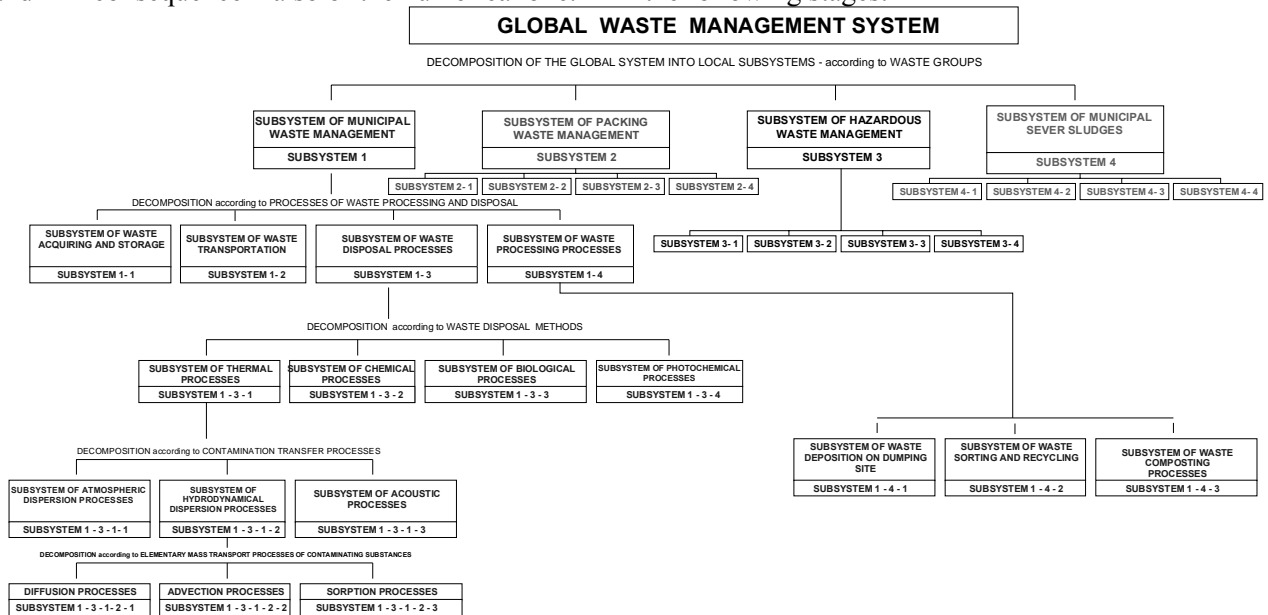 GLOBAL WASTE MANAGEMENT SYSTEM
DECOMPOSITION OF THE GLOBAL SYSTEM INTO LOCAL SUBSYSTEMS - according to WASTE GROUPS
SUBSYSTEM OF MUNICIPAL
WASTE MANAGEMENT
SUBSYSTEM 1
SUBSYSTEM OF PACKING
WASTE MANAGEMENT
SUBSYSTEM 2
SUBSYSTEM OF HAZARDOUS
WASTE MANAGEMENT
SUBSYSTEM 3
SUBSYSTEM OF MUNICIPAL
SEVER SLUDGES
SUBSYSTEM 4
SUBSYSTEM 2- 1
SUBSYSTEM 2- 2
SUBSYSTEM 2- 3
SUBSYSTEM 2- 4
SUBSYSTEM 4- 1
SUBSYSTEM 4- 2
SUBSYSTEM 4- 3
SUBSYSTEM 4- 4
DECOMPOSITION according to PROCESSES OF WASTE PROCESSING AND DISPOSAL
SUBSYSTEM OF WASTE
ACQUIRING AND STORAGE
SUBSYSTEM 1- 1
SUBSYSTEM OF WASTE
TRANSPORTATION
SUBSYSTEM 1- 2
SUBSYSTEM OF WASTE
DISPOSAL PROCESSES
SUBSYSTEM 1- 3
SUBSYSTEM OF WASTE
PROCESSING PROCESSES
SUBSYSTEM 1- 4
SUBSYSTEM 3- 1
SUBSYSTEM 3- 2
SUBSYSTEM 3- 3
SUBSYSTEM 3- 4
DECOMPOSITION according to WASTE DISPOSAL METHODS
SUBSYSTEM OF THERMAL
PROCESSES
SUBSYSTEM 1 - 3 - 1
SUBSYSTEM OF CHEMICAL
PROCESSES
SUBSYSTEM 1 - 3 - 2
SUBSYSTEM OF BIOLOGICAL
PROCESSES
SUBSYSTEM 1 - 3 - 3
SUBSYSTEM OF PHOTOCHEMICAL
PROCESSES
SUBSYSTEM 1 - 3 - 4
SUBSYSTEM OF WASTE
DEPOSITION ON DUMPING
SITE
SUBSYSTEM 1 - 4 - 1
SUBSYSTEM OF WASTE
SORTING AND RECYCLING
SUBSYSTEM 1 - 4 - 2
SUBSYSTEM OF WASTE
COMPOSTING
PROCESSES
SUBSYSTEM 1 - 4 - 3
DECOMPOSITION according to CONTAMINATION TRANSFER PROCESSES
SUBSYSTEM OF ATMOSPHERIC
DISPERSION PROCESSES
SUBSYSTEM 1 - 3 - 1- 1
SUBSYSTEM OF
HYDRODYNAMICAL
DISPERSION PROCESSES
SUBSYSTEM 1 - 3 - 1 - 2
SUBSYSTEM OF ACOUSTIC
PROCESSES
SUBSYSTEM 1 - 3 - 1 - 3
DECOMPOSITION according to ELEMENTARY MASS TRANSPORT PROCESSES OF CONTAMINATING SUBSTANCES
DIFFUSION PROCESSES
SUBSYSTEM 1 - 3 - 1- 2 - 1
ADVECTION PROCESSES
SUBSYSTEM 1 - 3 - 1 - 2 - 2
SORPTION PROCESSES
SUBSYSTEM 1 - 3 - 1 - 2 - 3